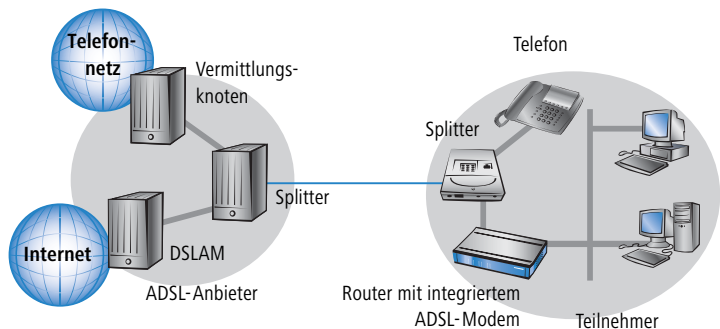 Telefon-
netz
Vermittlungs-
knoten
Splitter
Internet
DSLAM
ADSL-Anbieter
Telefon
Splitter
Router mit integriertem
ADSL-Modem
Teilnehmer